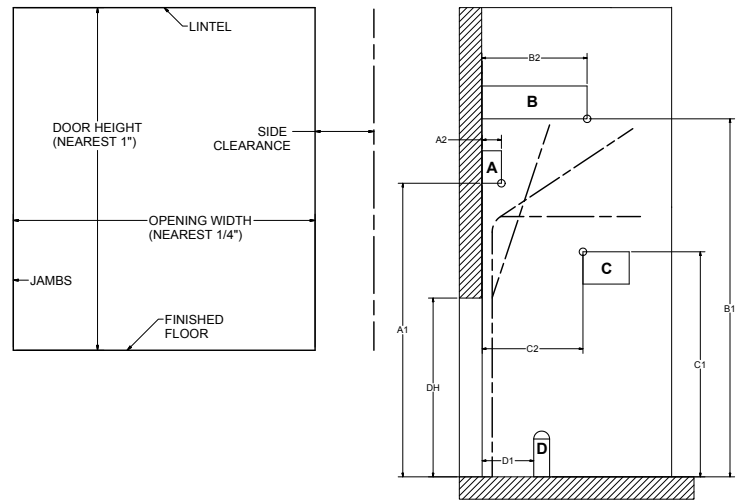 LINTEL
DOOR HEIGHT
(NEAREST 1")
SIDE
CLEARANCE
OPENING WIDTH
(NEAREST 1/4")
JAMBS
FINISHED
FLOOR
B2
B
A2
A
C
A1
B1
C2
C1
DH
D1
D